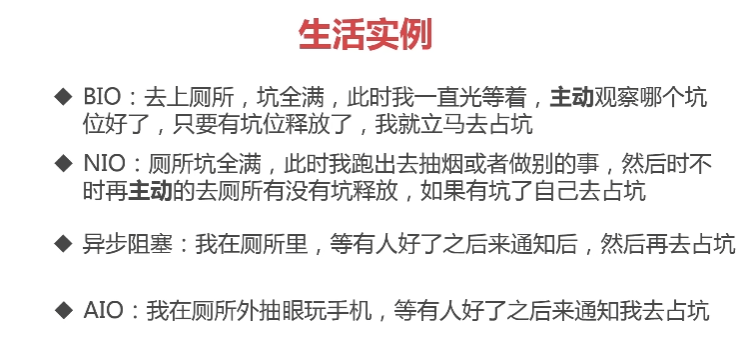 生活实例
◆ BIO：去上厕所，坑全满，此时我一直光等着，主动观察哪个坑
位好了，只要有坑位释放了，我就立马去占坑
◆ NIO：厕所坑全满，此时我跑出去抽烟或者做别的事，然后时不
时再主动的去厕所有没有坑释放，如果有坑了自己去占坑
◆ 异步阻塞：我在厕所里，等有人好了之后来通知后，然后再去占坑
◆ AIO：我在厕所外抽眼玩手机，等有人好了之后来通知我去占坑